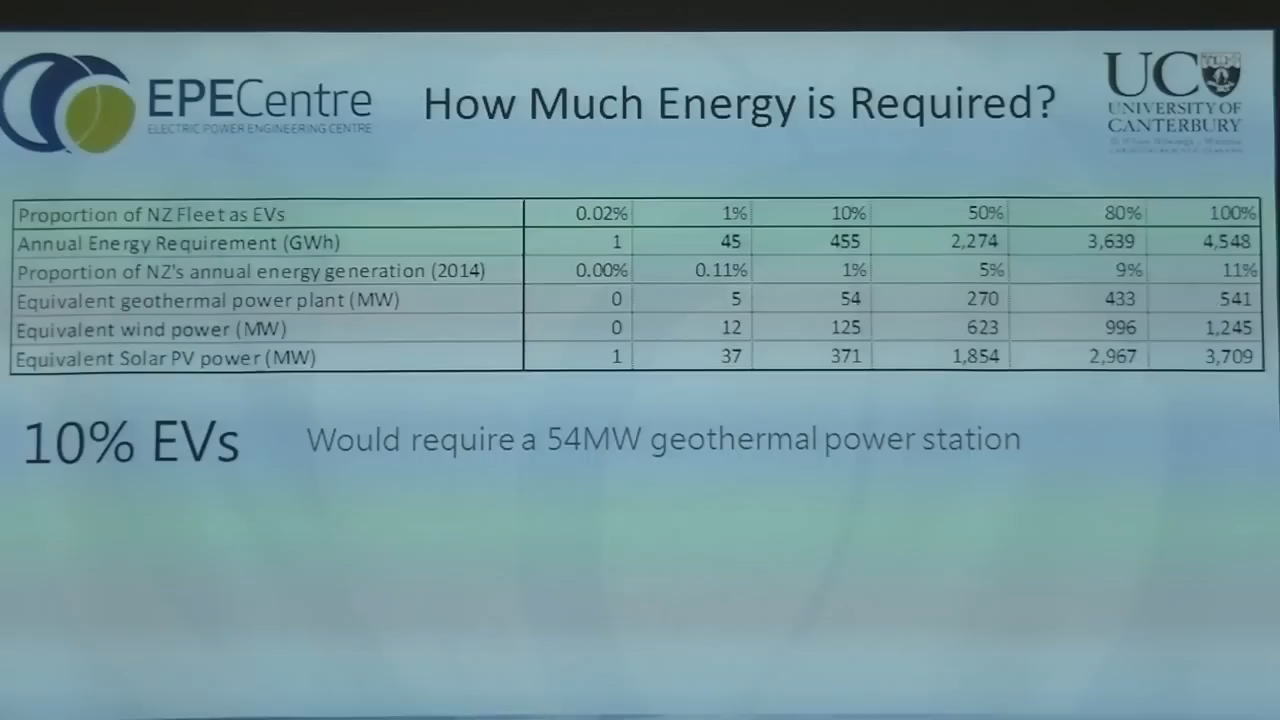 EPECentre
ELECTRIC POWER ENGINEERING CENTRE
How Much Energy is Required?
UC
UNIVERSITY OF
CANTERBURY
Proportion of NZ Fleet as EVs 0.02% 1% 10% 50% 80% 100%
Annual Energy Requirement (GWh) 1 45 455 2,274 3,639 4,548
Proportion of NZ's annual energy generation (2014) 0.00% 0.11% 1% 5% 9% 11%
Equivalent geothermal power plant (MW) 0 5 54 270 433 541
Equivalent wind power (MW) 0 12 125 623 996 1,245
Equivalent Solar PV power (MW) 1 37 371 1,854 2,967 3,709
10% EVs Would require a 54MW geothermal power station